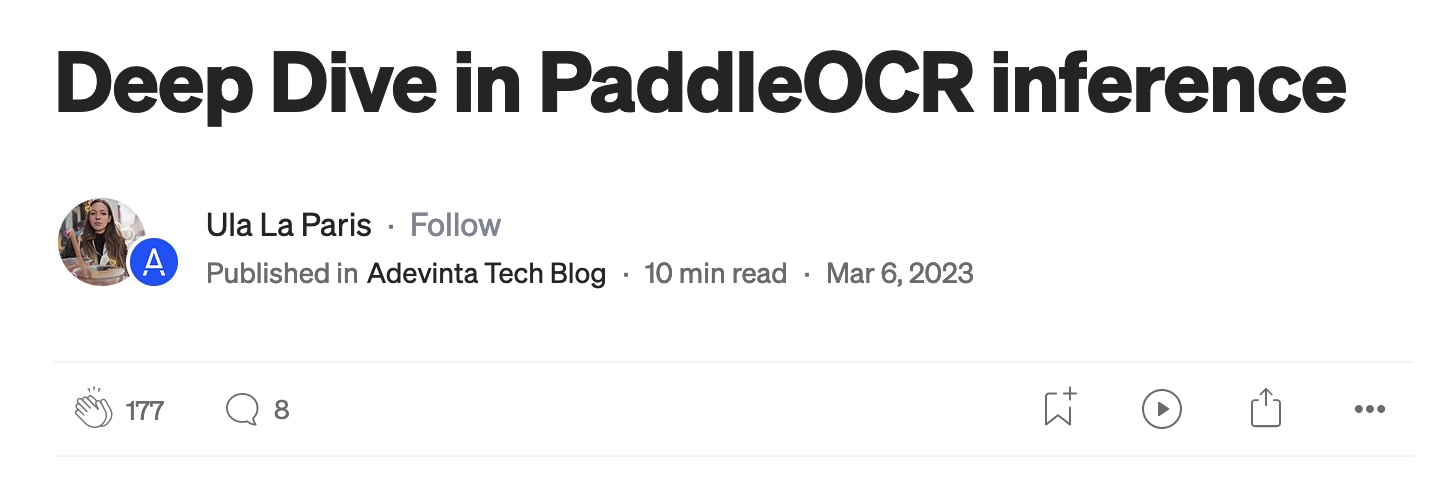 Deep Dive in PaddleOCR inference
Ula La Paris · Follow
A
Published in Adevinta Tech Blog · 10 min read · Mar 6, 2023
177 8